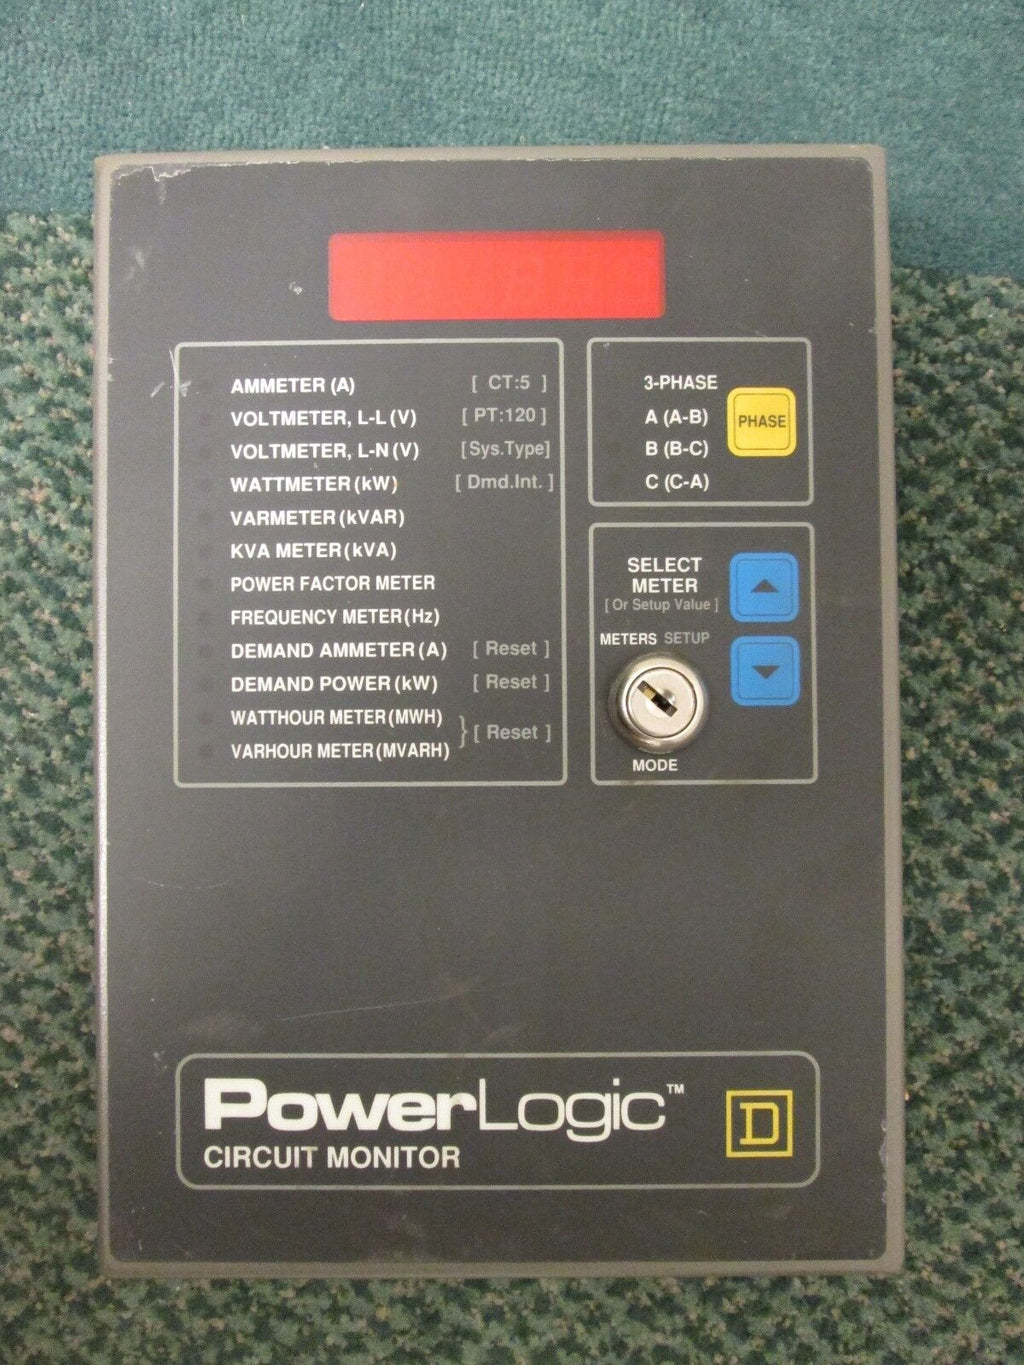 AMMETER (A) [ CT:5 ]
VOLTMETER, L-L (V) [ PT:120 ]
VOLTMETER, L-N (V) [Sys.Type]
WATTMETER (kW) [ Dmd.Int. ]
VARMETER (kVAR)
KVA METER (kVA)
POWER FACTOR METER
FREQUENCY METER (Hz)
DEMAND AMMETER (A) [ Reset ]
DEMAND POWER (kW) [ Reset ]
WATTHOUR METER (MWH)
} [ Reset ]
VARHOUR METER (MVARH)
3-PHASE
A (A-B)
B (B-C)
C (C-A)
PHASE
SELECT
METER
[ Or Setup Value ]
METERS SETUP
MODE
PowerLogic™
CIRCUIT MONITOR
D